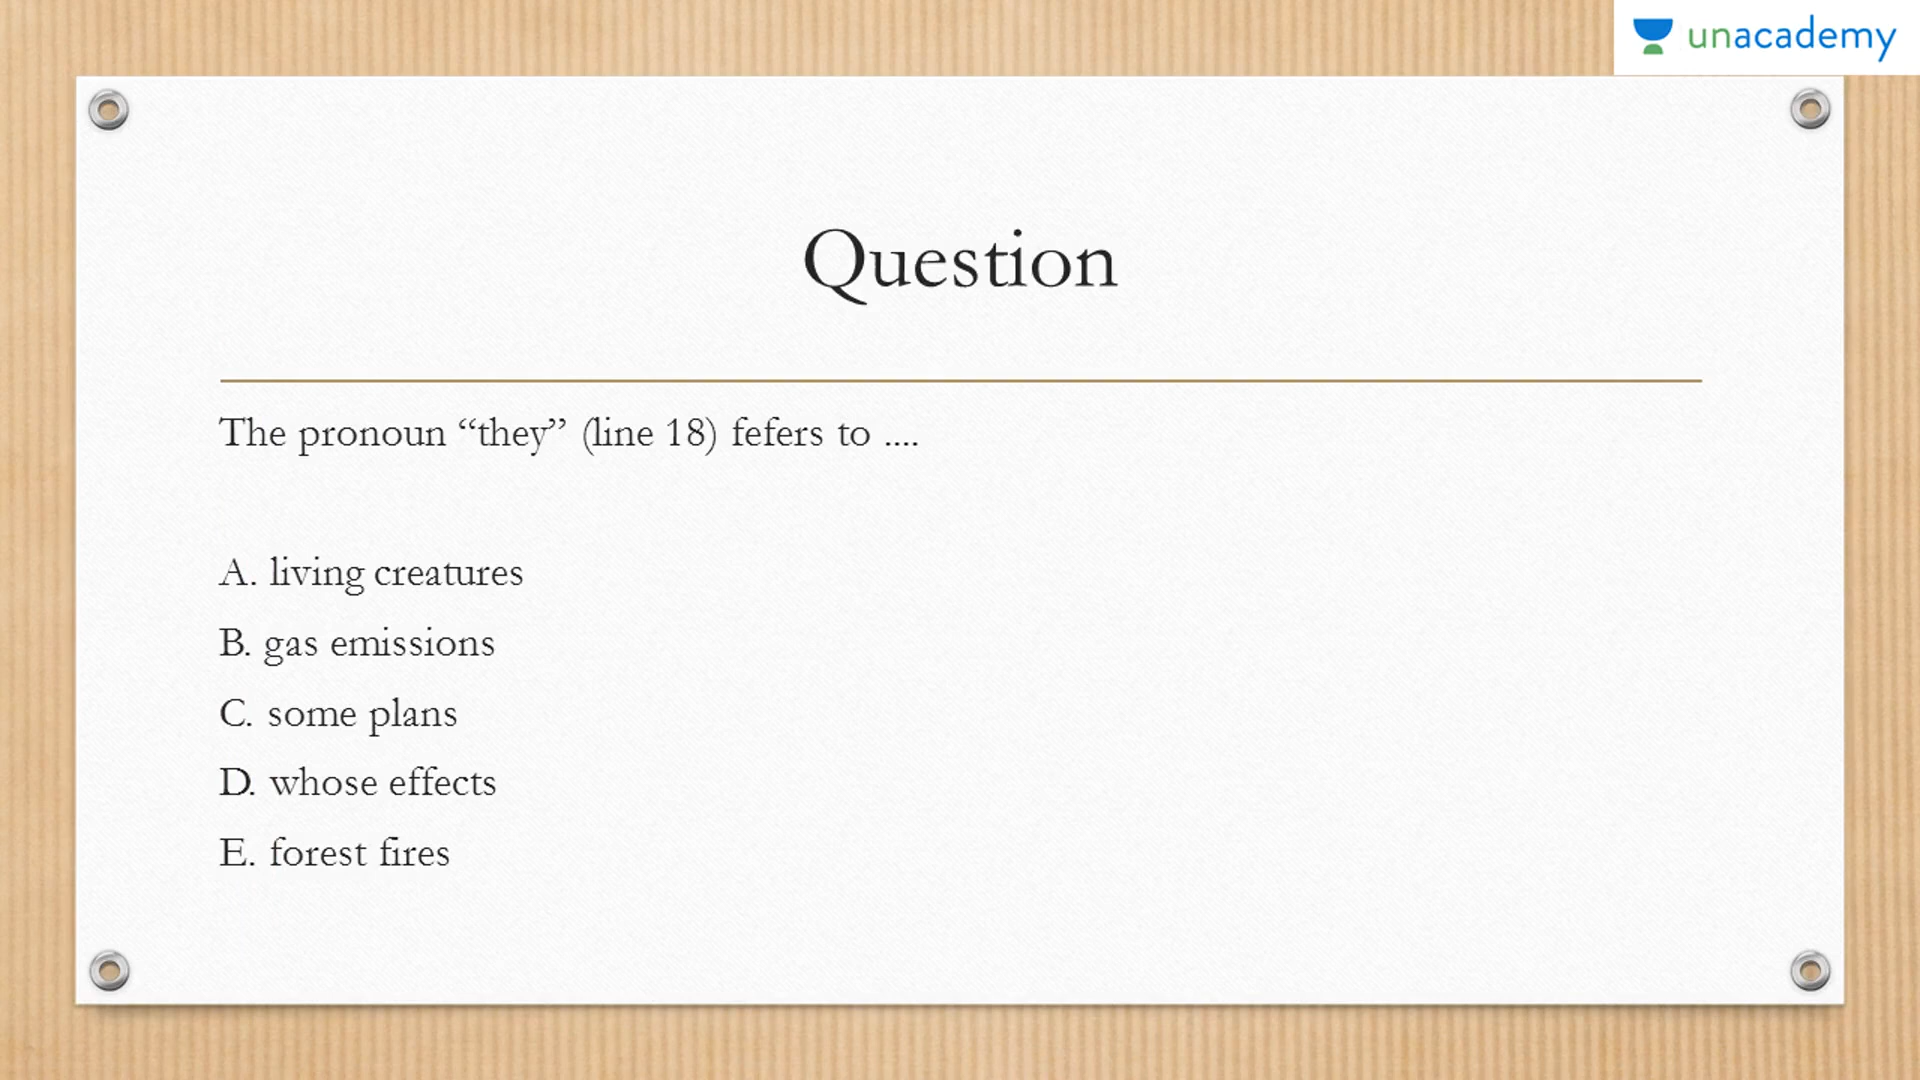 unacademy
Question
The pronoun “they” (line 18) fefers to ....
A. living creatures
B. gas emissions
C. some plans
D. whose effects
E. forest fires